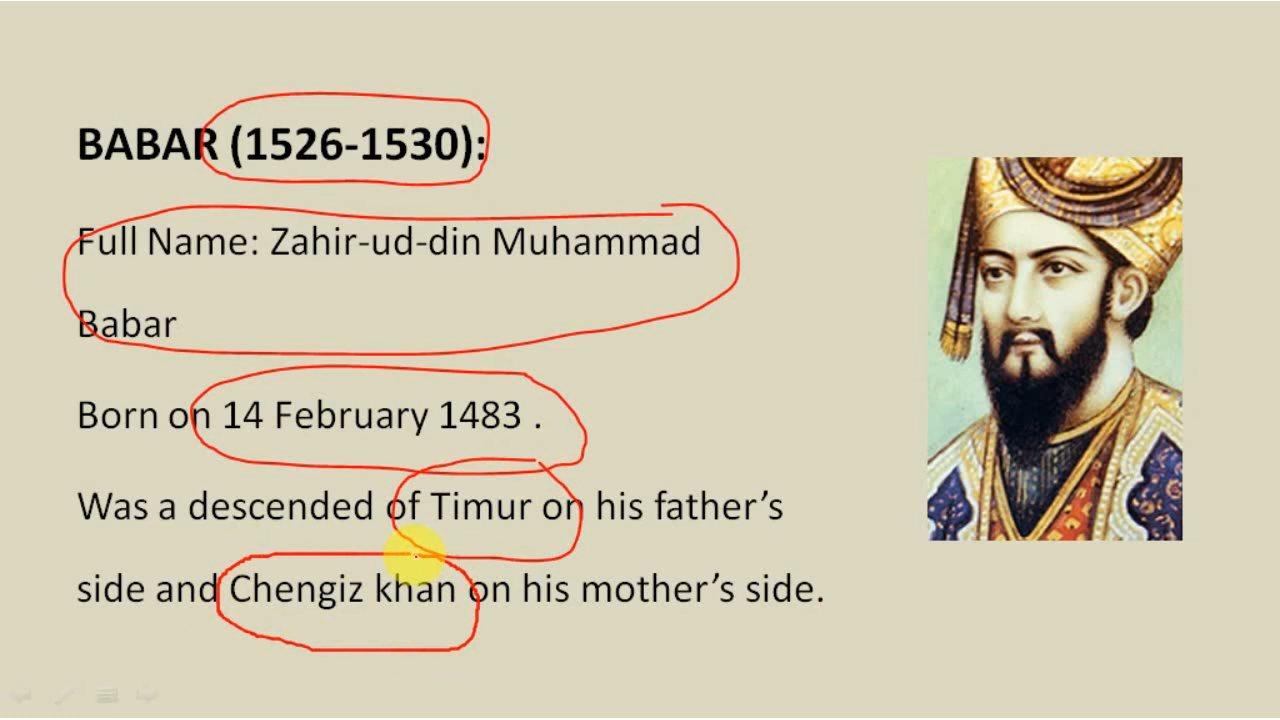 BABAR (1526-1530):
Full Name: Zahir-ud-din Muhammad
Babar
Born on 14 February 1483 .
Was a descended of Timur on his father’s
side and Chengiz khan on his mother’s side.